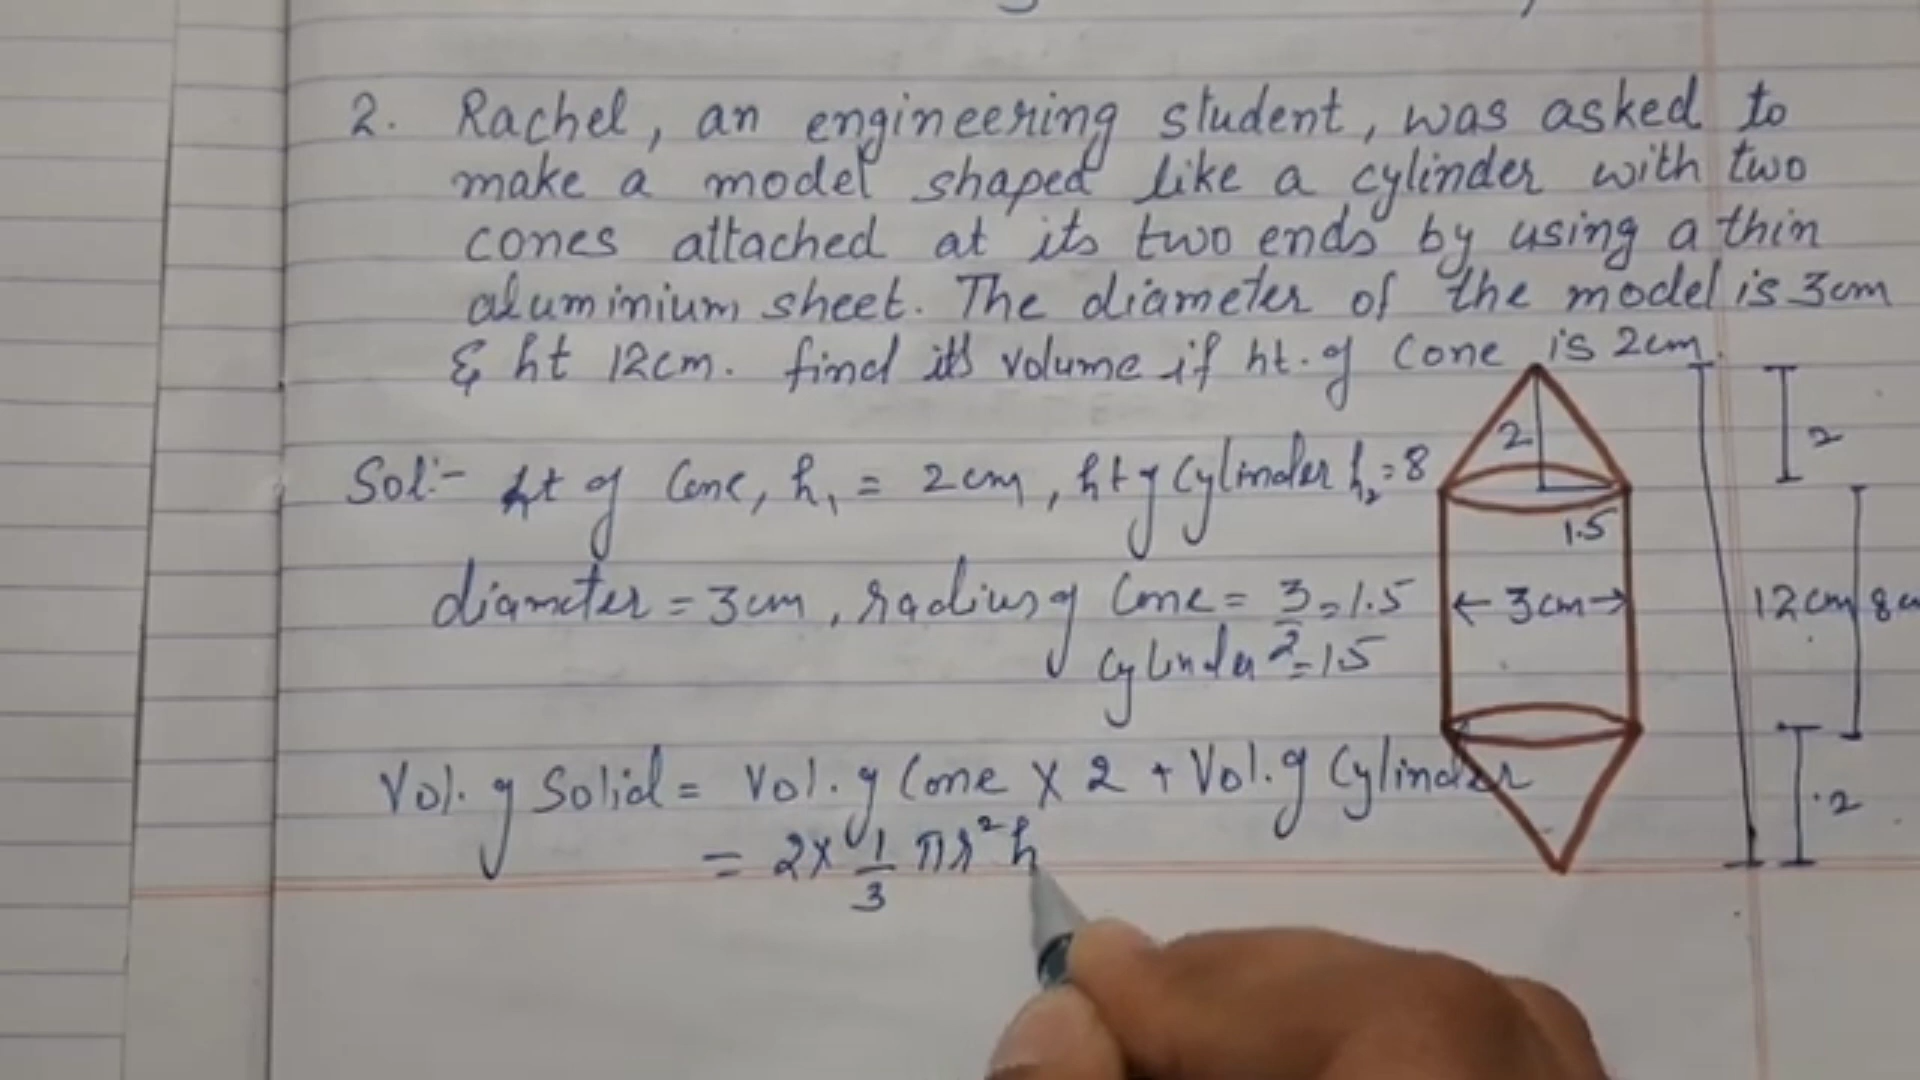 2. Rachel, an engineering student, was asked to
make a model shaped like a cylinder with two
cones attached at its two ends by using a thin
aluminium sheet. The diameter of the model is 3cm
& ht 12cm. find it's volume if ht. of Cone is 2cm.
Sol:- ht of Cone, h₁ = 2cm, ht of Cylinder h₂=8
diameter = 3cm, radius of Cone = 3/2 = 1.5
Cylinder = 1.5
Vol. of Solid = Vol. of Cone X 2 + Vol. of Cylinder
= 2x 1/3 πr²h
2
1.5
← 3cm →
2
12cm
8c
2